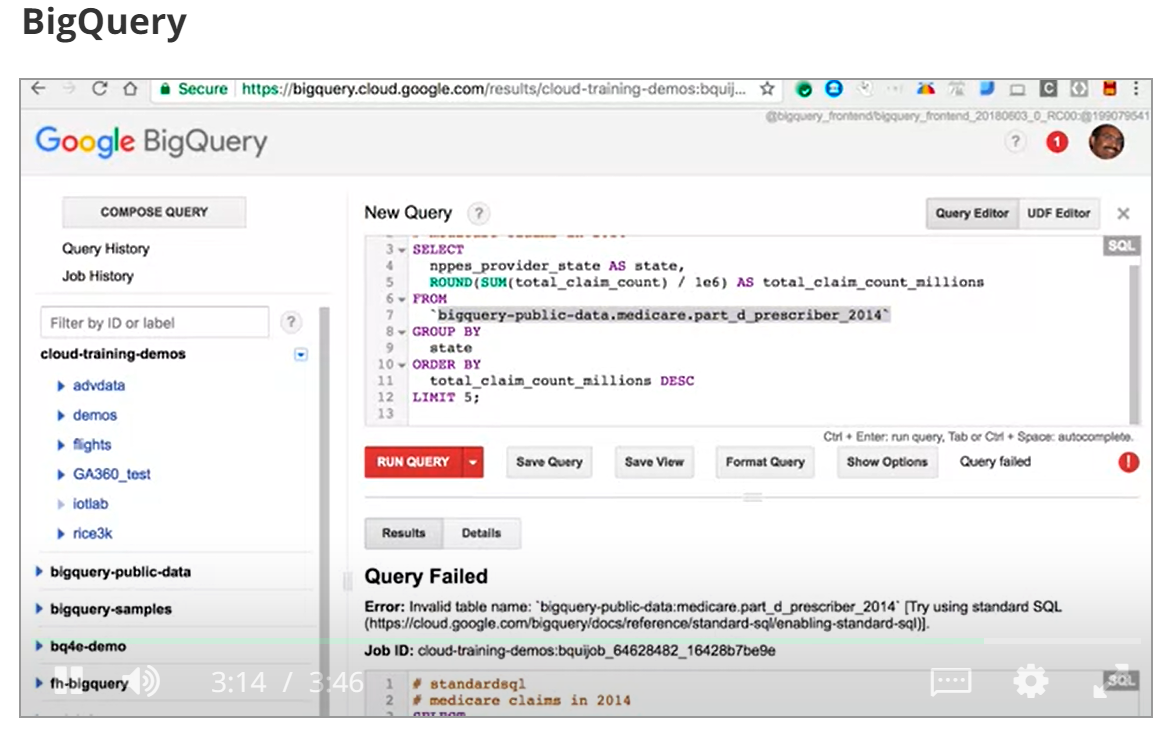 BigQuery
Secure https://bigquery.cloud.google.com/results/cloud-training-demos:bquij...
@bigquery_frontend/bigquery_frontend_20180603_0_RC00:@199079541
Google BigQuery
? 1
COMPOSE QUERY
Query History
Job History
Filter by ID or label ?
cloud-training-demos
advdata
demos
flights
GA360_test
iotlab
rice3k
bigquery-public-data
bigquery-samples
bq4e-demo
fh-bigquery
New Query ? Query Editor UDF Editor
SQL
3 SELECT
4 nppes_provider_state AS state,
5 ROUND(SUM(total_claim_count) / 1e6) AS total_claim_count_millions
6 FROM
7 `bigquery-public-data.medicare.part_d_prescriber_2014`
8 GROUP BY
9 state
10 ORDER BY
11 total_claim_count_millions DESC
12 LIMIT 5;
13
Ctrl + Enter: run query, Tab or Ctrl + Space: autocomplete.
RUN QUERY Save Query Save View Format Query Show Options Query failed !
Results Details
Query Failed
Error: Invalid table name: `bigquery-public-data:medicare.part_d_prescriber_2014` [Try using standard SQL
(https://cloud.google.com/bigquery/docs/reference/standard-sql/enabling-standard-sql)].
Job ID: cloud-training-demos:bquijob_64628482_16428b7be9e
SQL
1 # standardsql
2 # medicare claims in 2014
3:14 / 3:46